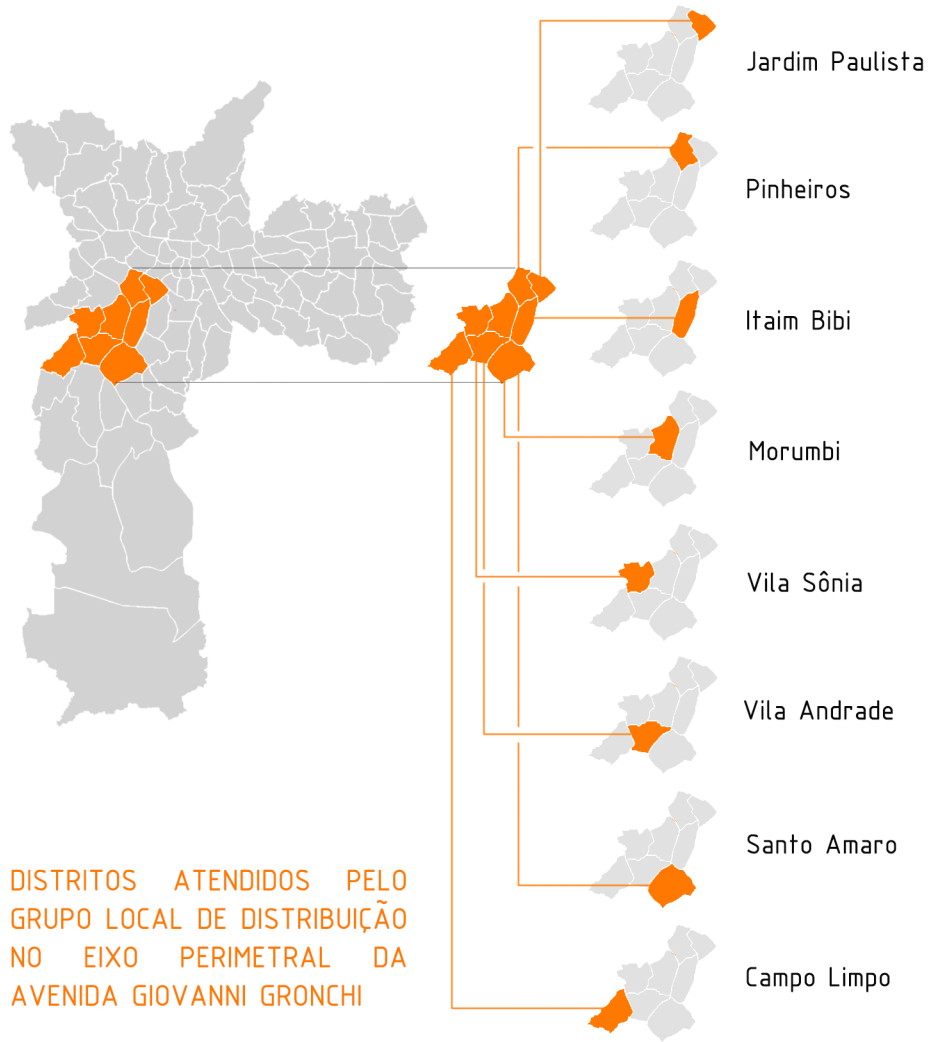 Jardim Paulista
Pinheiros
Itaim Bibi
Morumbi
Vila Sônia
Vila Andrade
Santo Amaro
Campo Limpo
DISTRITOS ATENDIDOS PELO
GRUPO LOCAL DE DISTRIBUIÇÃO
NO EIXO PERIMETRAL DA
AVENIDA GIOVANNI GRONCHI